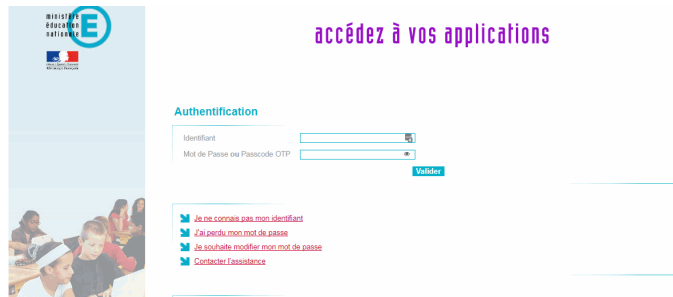 ministère
éducation
nationale
E
accédez à vos applications
Authentification
Identifiant
Mot de Passe ou Passcode OTP
Valider
Je ne connais pas mon identifiant
J'ai perdu mon mot de passe
Je souhaite modifier mon mot de passe
Contacter l'assistance